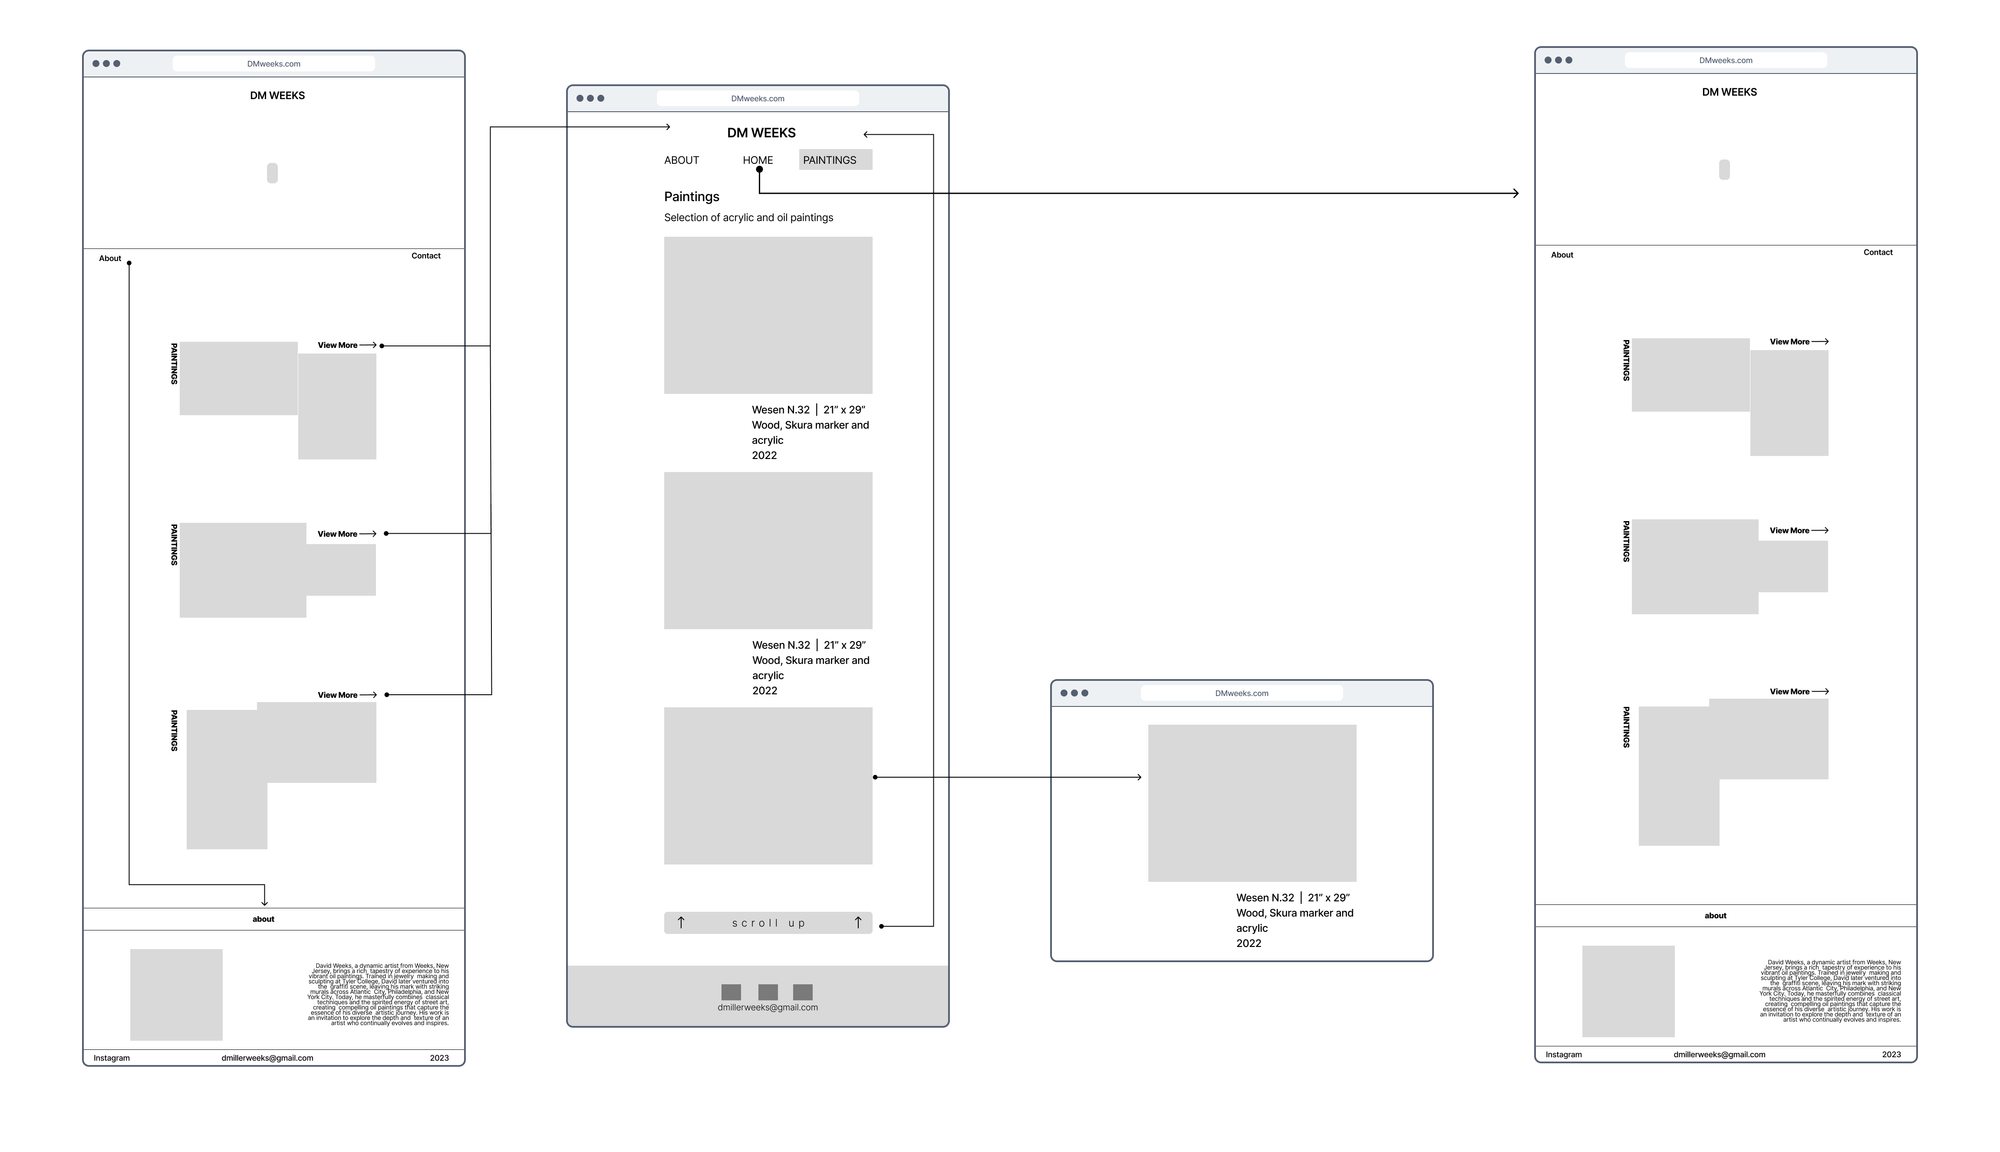 DMweeks.com
DM WEEKS
About
Contact
PAINTINGS
View More
PAINTINGS
View More
View More
PAINTINGS
about
David Weeks, a dynamic artist from Weeks, New
Jersey, brings a rich tapestry of experience to his
vibrant oil paintings. Trained in jewelry making and
sculpting at Tyler College, David later ventured into
the graffiti scene, leaving his mark with striking
murals across Atlantic City, Philadelphia, and New
York City, Today, he masterfully combines classical
techniques and the spirited energy of street art,
creating compelling oil paintings that capture the
essence of his diverse artistic journey. His work is
an invitation to explore the depth and texture of an
artist who continually evolves and inspires.
Instagram
dmillerweeks@gmail.com
2023
DMweeks.com
DM WEEKS
ABOUT
HOME
PAINTINGS
Paintings
Selection of acrylic and oil paintings
Wesen N.32 | 21” x 29”
Wood, Skura marker and
acrylic
2022
Wesen N.32 | 21” x 29”
Wood, Skura marker and
acrylic
2022
scroll up
dmillerweeks@gmail.com
DMweeks.com
Wesen N.32 | 21” x 29”
Wood, Skura marker and
acrylic
2022
DMweeks.com
DM WEEKS
About
Contact
PAINTINGS
View More
PAINTINGS
View More
View More
PAINTINGS
about
David Weeks, a dynamic artist from Weeks, New
Jersey, brings a rich tapestry of experience to his
vibrant oil paintings. Trained in jewelry making and
sculpting at Tyler College, David later ventured into
the graffiti scene, leaving his mark with striking
murals across Atlantic City, Philadelphia, and New
York City, Today, he masterfully combines classical
techniques and the spirited energy of street art,
creating compelling oil paintings that capture the
essence of his diverse artistic journey. His work is
an invitation to explore the depth and texture of an
artist who continually evolves and inspires.
Instagram
dmillerweeks@gmail.com
2023